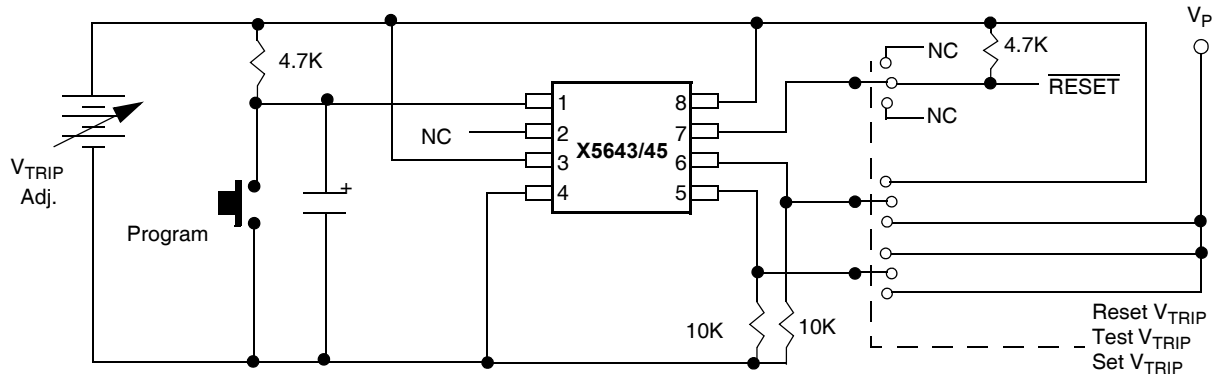 4.7K
V_TRIP
Adj.
Program
+
NC
1
2
3
4
X5643/45
8
7
6
5
NC
4.7K
RESET
NC
V_P
10K
10K
Reset V_TRIP
Test V_TRIP
Set V_TRIP